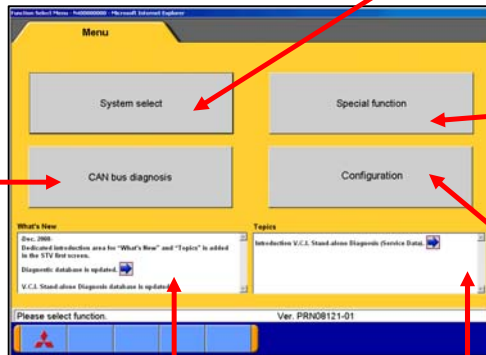 Function Select Menu - N400000000 - Microsoft Internet Explorer
Menu
System select
Special function
CAN bus diagnosis
Configuration
What's New
-Dec, 2008-
Dedicated introduction area for "What's New" and "Topics" is added
in the STV first screen.
Diagnostic database is updated.
V.C.I. Stand-alone Diagnosis database is updated
Topics
Introduction V.C.I. Stand-alone Diagnosis (Service Data).
Please select function.
Ver. PRN08121-01